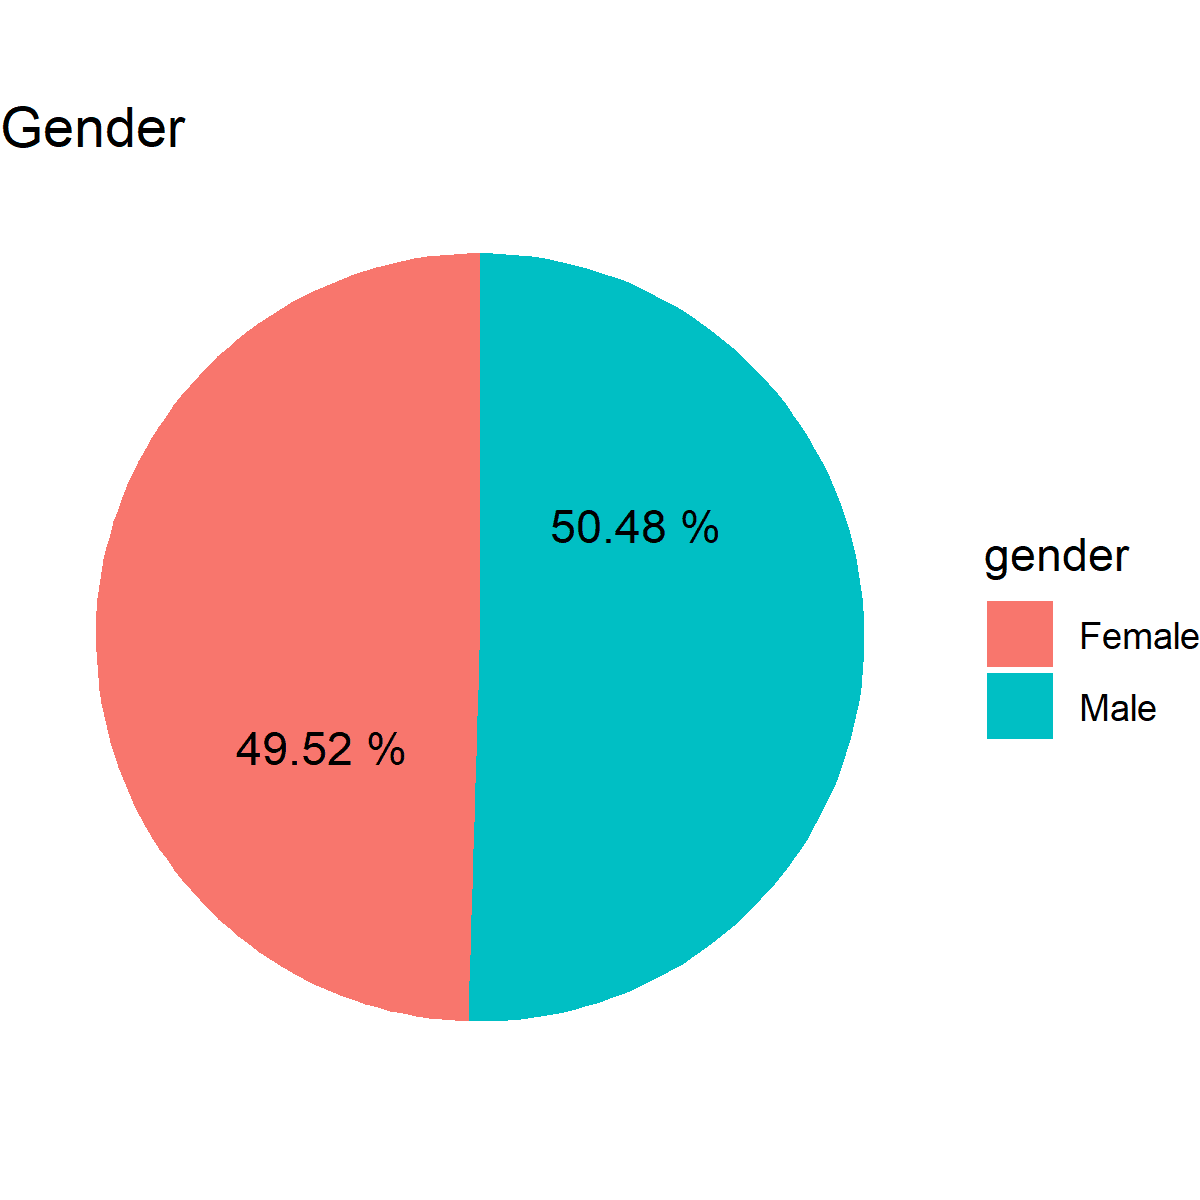 Gender
50.48 %
49.52 %
gender
Female
Male